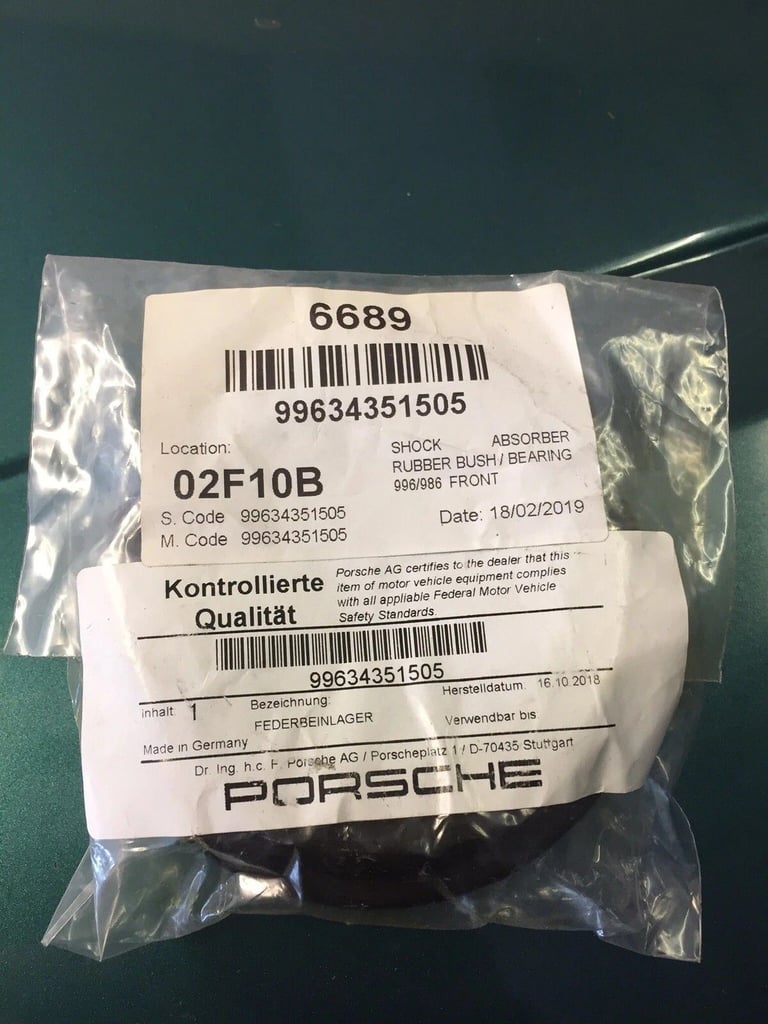 6689
99634351505
Location:
02F10B
SHOCK ABSORBER
RUBBER BUSH / BEARING
996/986 FRONT
S. Code 99634351505
M. Code 99634351505
Date: 18/02/2019
Kontrollierte
Qualität
Porsche AG certifies to the dealer that this
item of motor vehicle equipment complies
with all appliable Federal Motor Vehicle
Safety Standards.
99634351505
Inhalt: 1
Bezeichnung:
FEDERBEINLAGER
Herstelldatum: 16.10.2018
Verwendbar bis
Made in Germany
Dr. Ing. h.c. F. Porsche AG / Porscheplatz 1 / D-70435 Stuttgart
PORSCHE